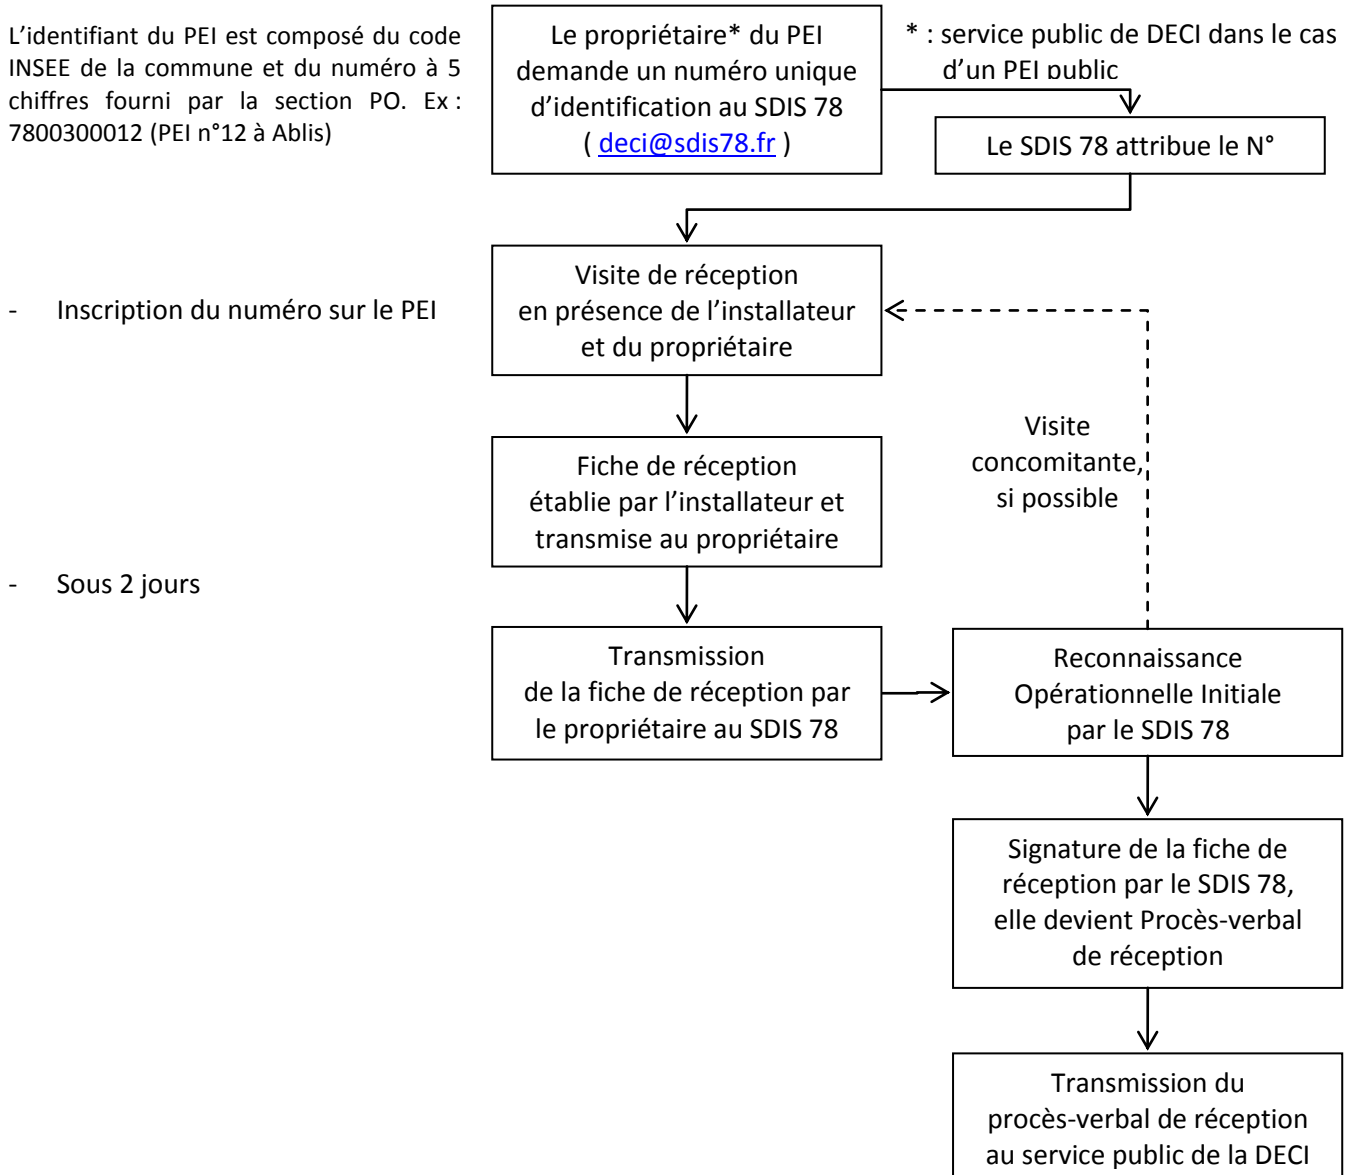 L’identifiant du PEI est composé du code
INSEE de la commune et du numéro à 5
chiffres fourni par la section PO. Ex :
7800300012 (PEI n°12 à Ablis)
Le propriétaire* du PEI
demande un numéro unique
d’identification au SDIS 78
( deci@sdis78.fr )
* : service public de DECI dans le cas
d’un PEI public
Le SDIS 78 attribue le N°
- Inscription du numéro sur le PEI
Visite de réception
en présence de l’installateur
et du propriétaire
Visite
concomitante,
si possible
Fiche de réception
établie par l’installateur et
transmise au propriétaire
- Sous 2 jours
Transmission
de la fiche de réception par
le propriétaire au SDIS 78
Reconnaissance
Opérationnelle Initiale
par le SDIS 78
Signature de la fiche de
réception par le SDIS 78,
elle devient Procès-verbal
de réception
Transmission du
procès-verbal de réception
au service public de la DECI